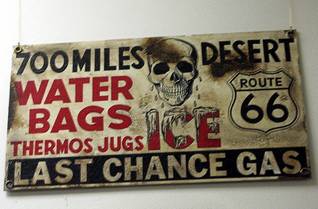 700 MILES DESERT
WATER
BAGS
THERMOS JUGS ICE
ROUTE
66
LAST CHANCE GAS